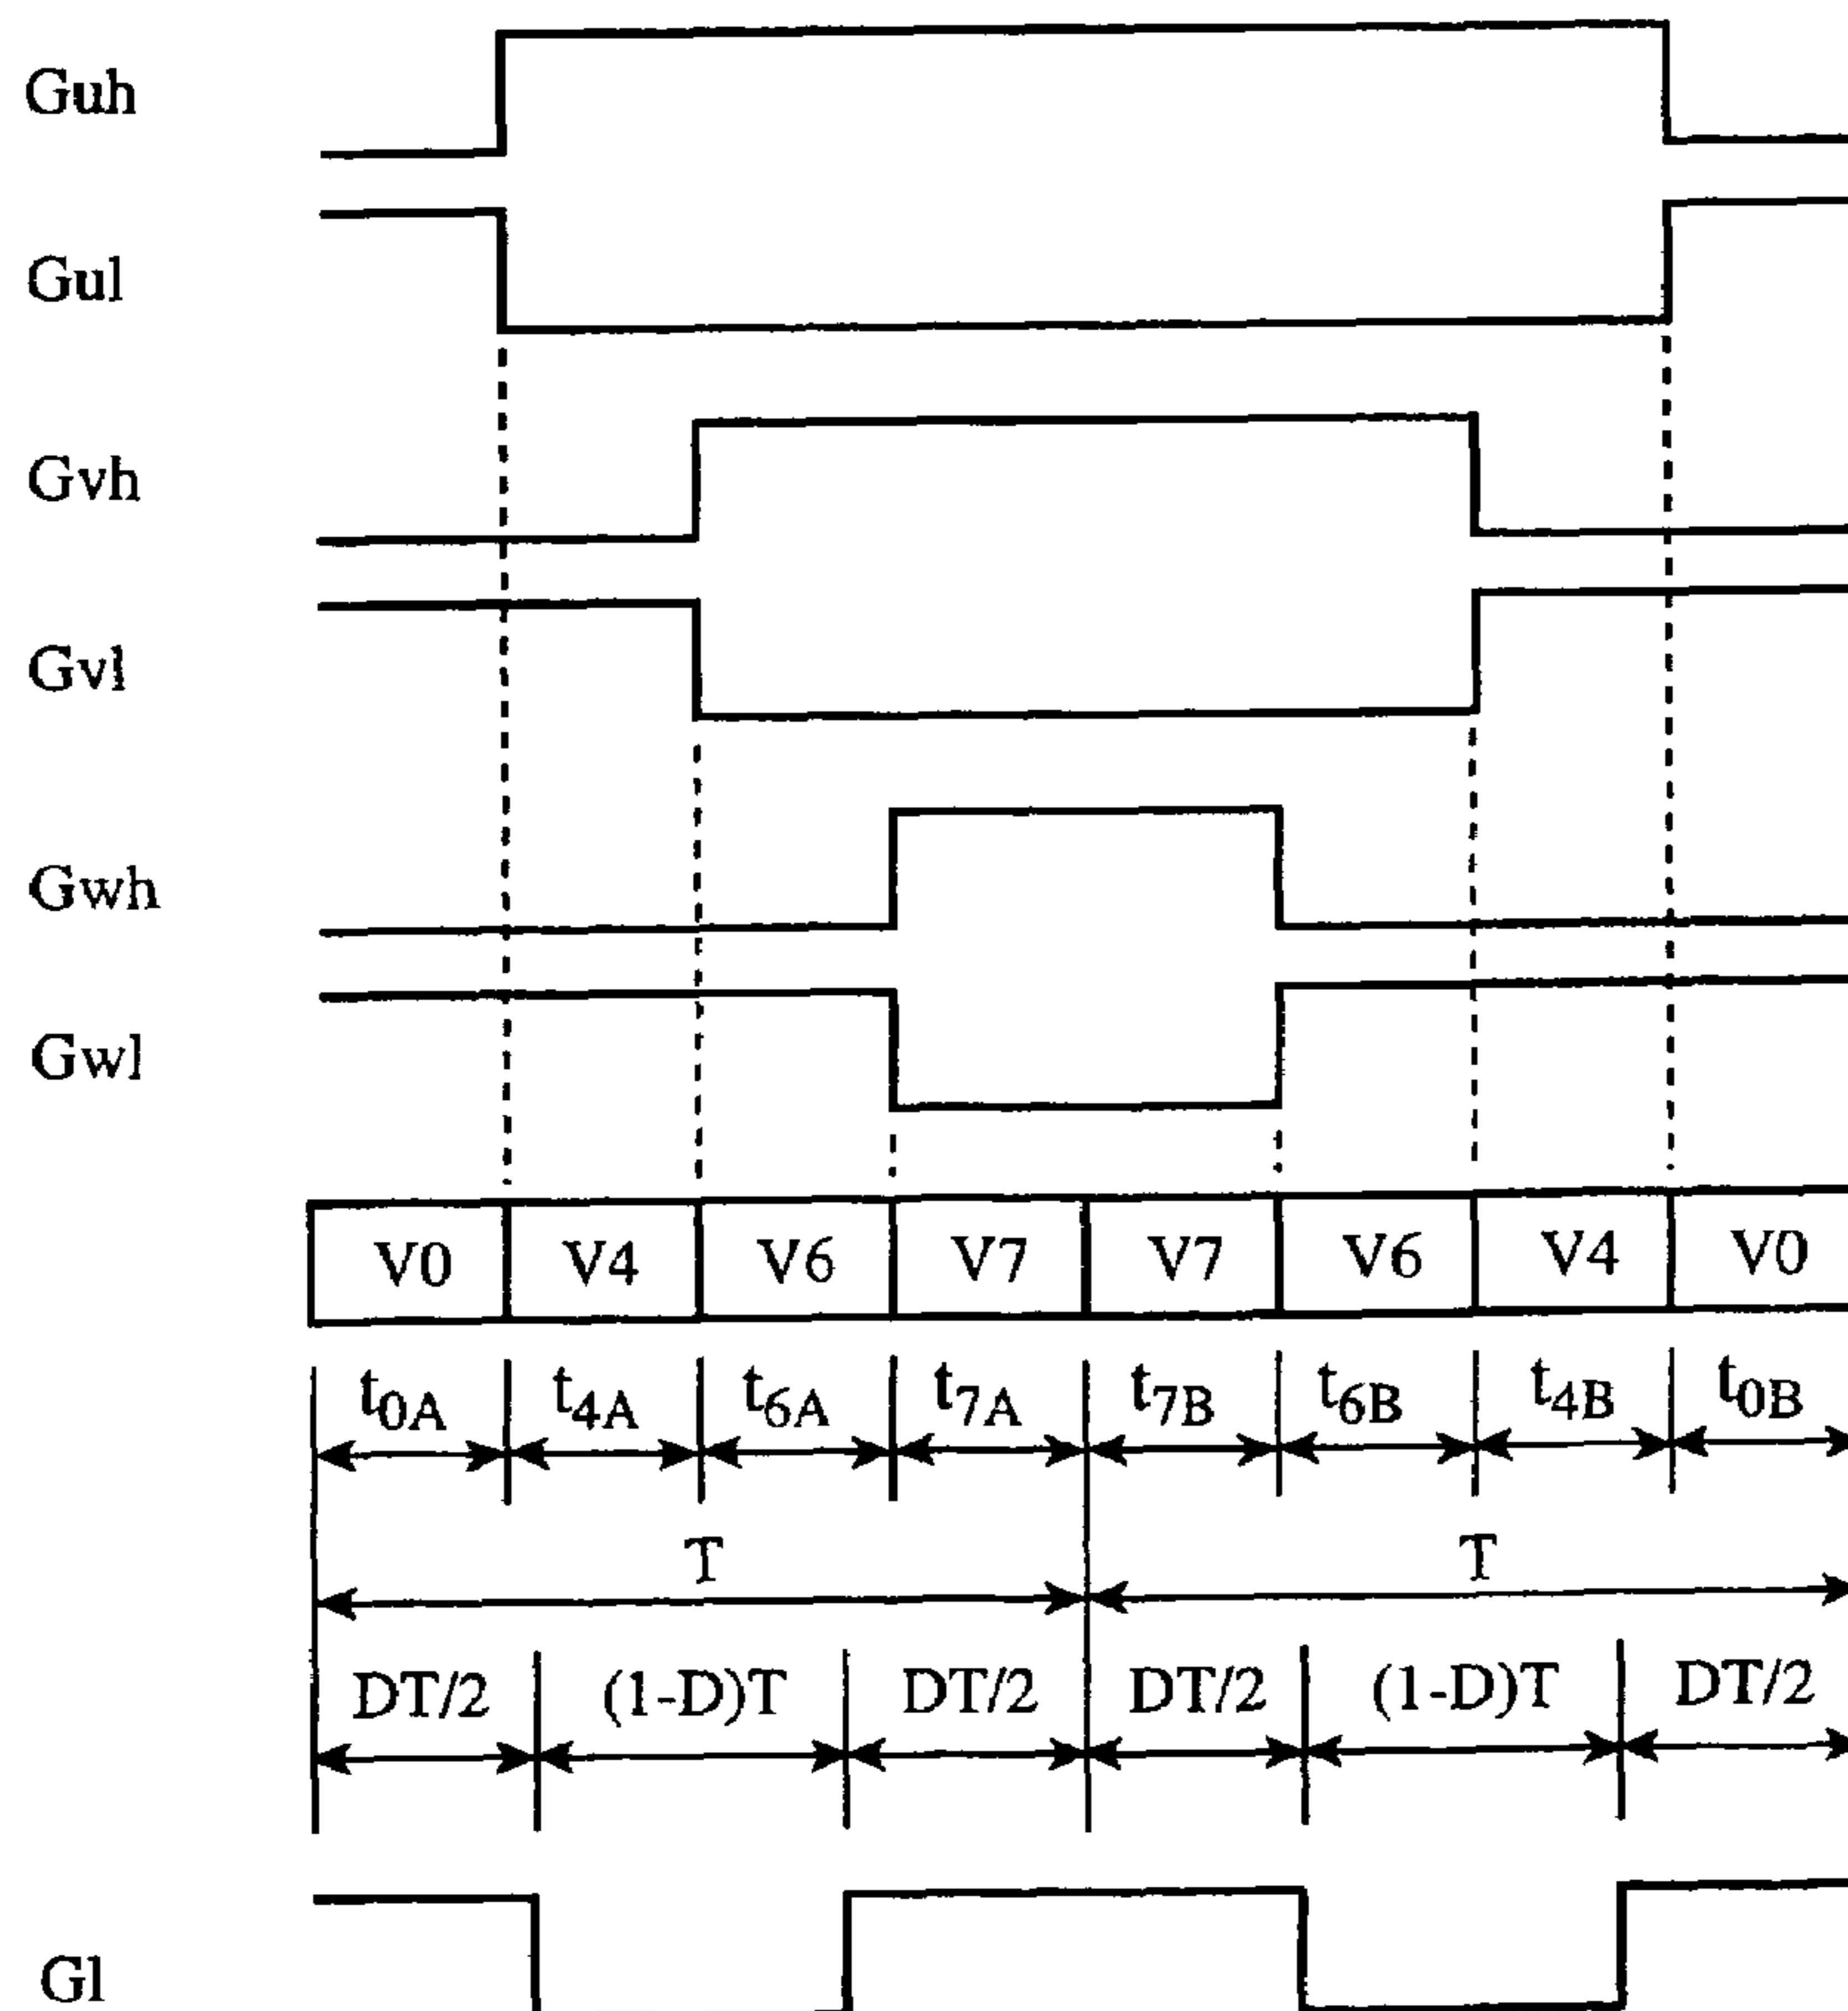 Guh
Gul
Gvh
Gvl
Gwh
Gwl
V0 V4 V6 V7 V7 V6 V4 V0
t0A t4A t6A t7A t7B t6B t4B t0B
T T
DT/2 (1-D)T DT/2 DT/2 (1-D)T DT/2
Gl